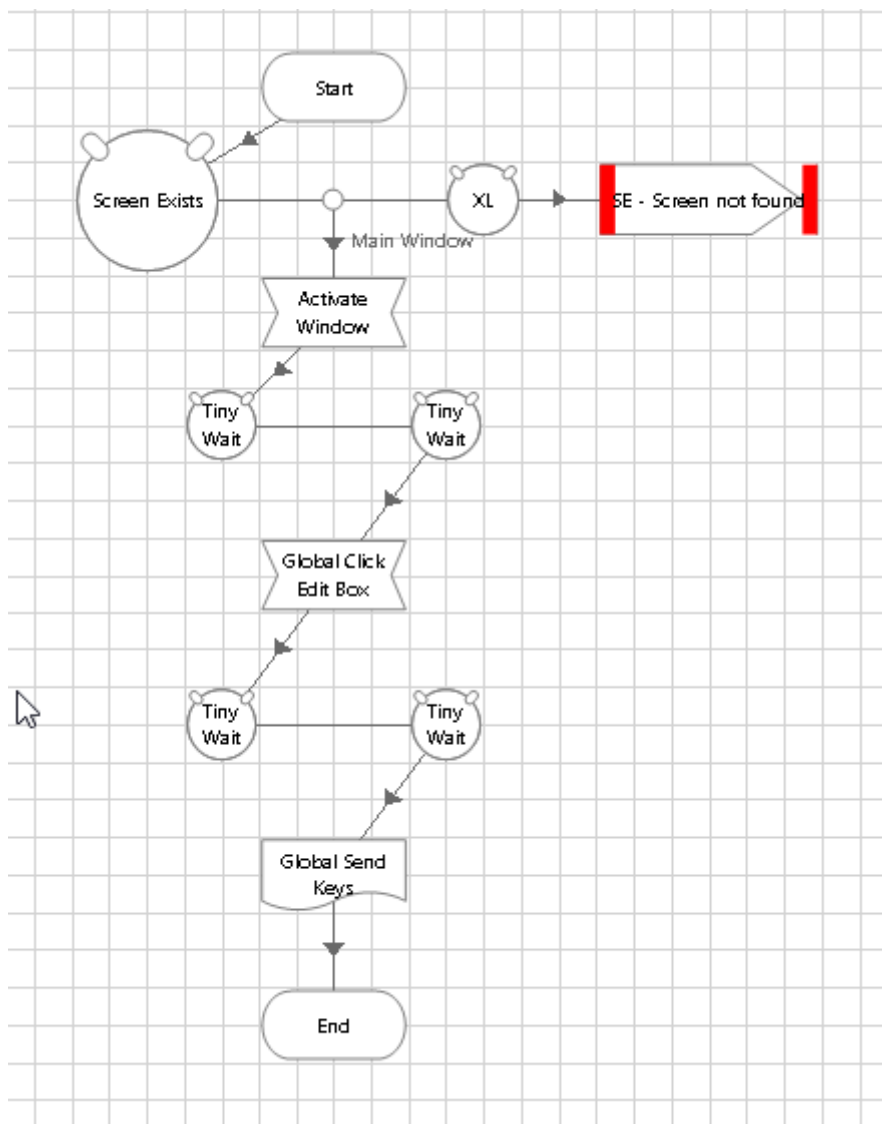 Start
Screen Exists
XL
SE - Screen not found
Main Window
Activate
Window
Tiny
Wait
Tiny
Wait
Global Click
Edit Box
Tiny
Wait
Tiny
Wait
Global Send
Keys
End